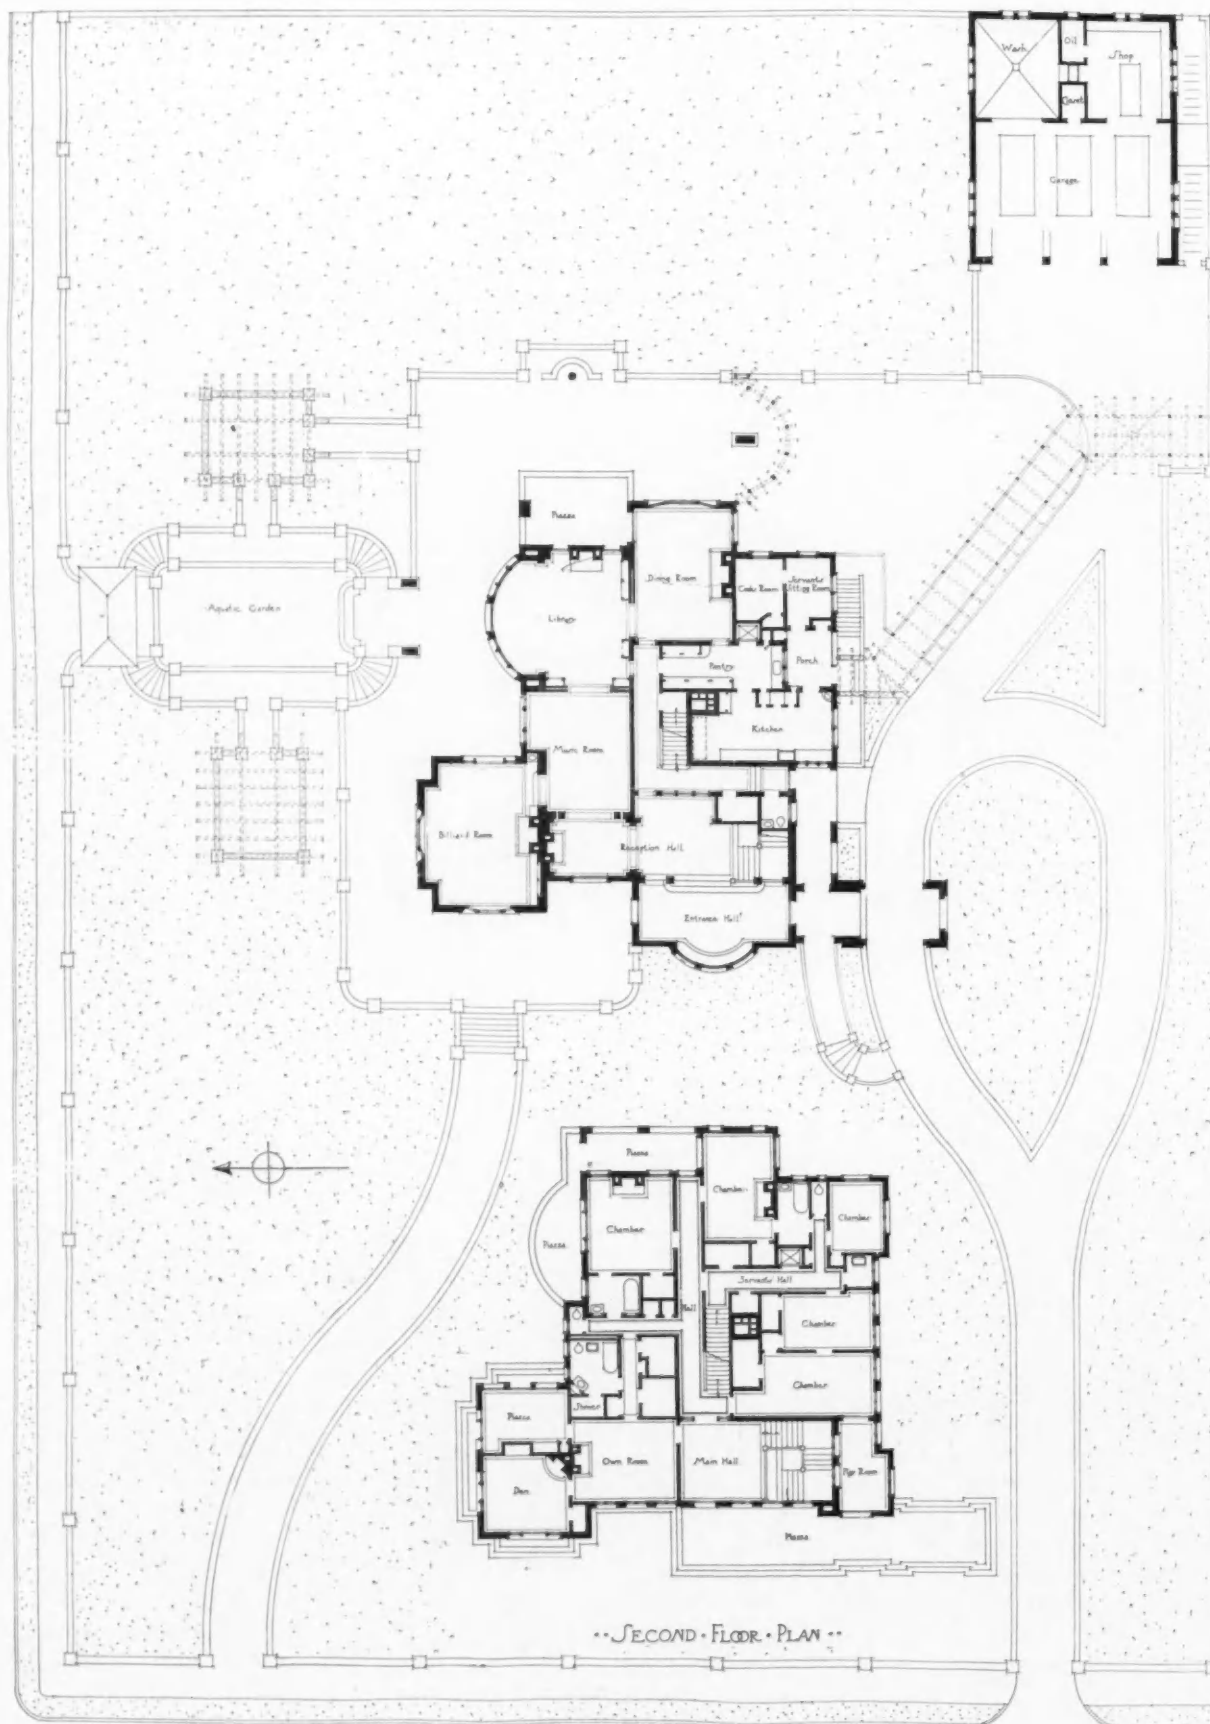 Wash
Oil
Shop
Closet
Garage
Aquatic Garden
Piazza
Library
Dining Room
Cooks Room
Servants
Sitting Room
Pantry
Porch
Kitchen
Music Room
Billiard Room
Reception Hall
Entrance Hall
Piazza
Chamber
Piazza
Chamber
Chamber
Servants Hall
Hall
Chamber
Chamber
Shower
Piazza
Own Room
Main Hall
Den
Piazza
·· SECOND · FLOOR · PLAN ··